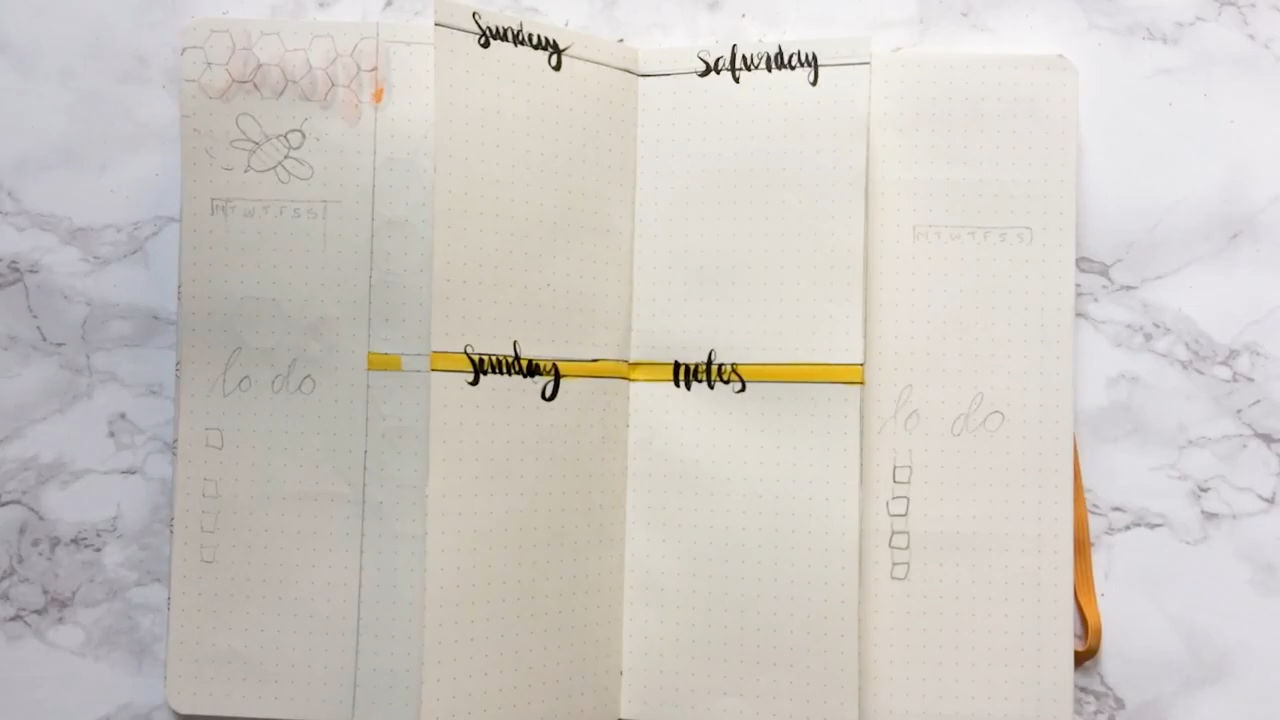 Sunday
Saturday
M T W T F S S
M T W T F S S
to do
Sunday
notes
to do